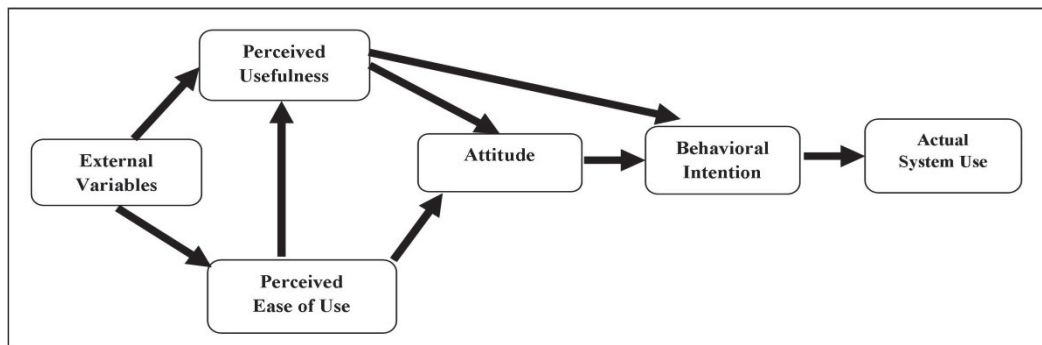 Perceived
Usefulness
External
Variables
Attitude
Behavioral
Intention
Actual
System Use
Perceived
Ease of Use